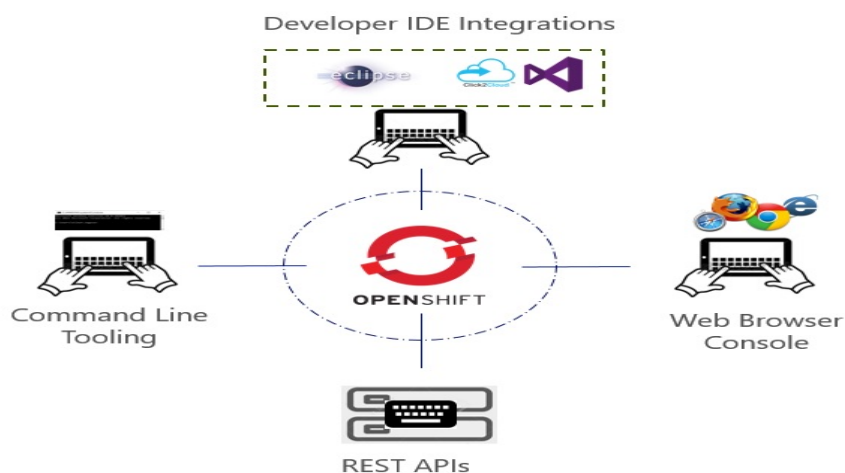 Developer IDE Integrations
eclipse
Click2Cloud
OPENSHIFT
Command Line
Tooling
Web Browser
Console
REST APIs